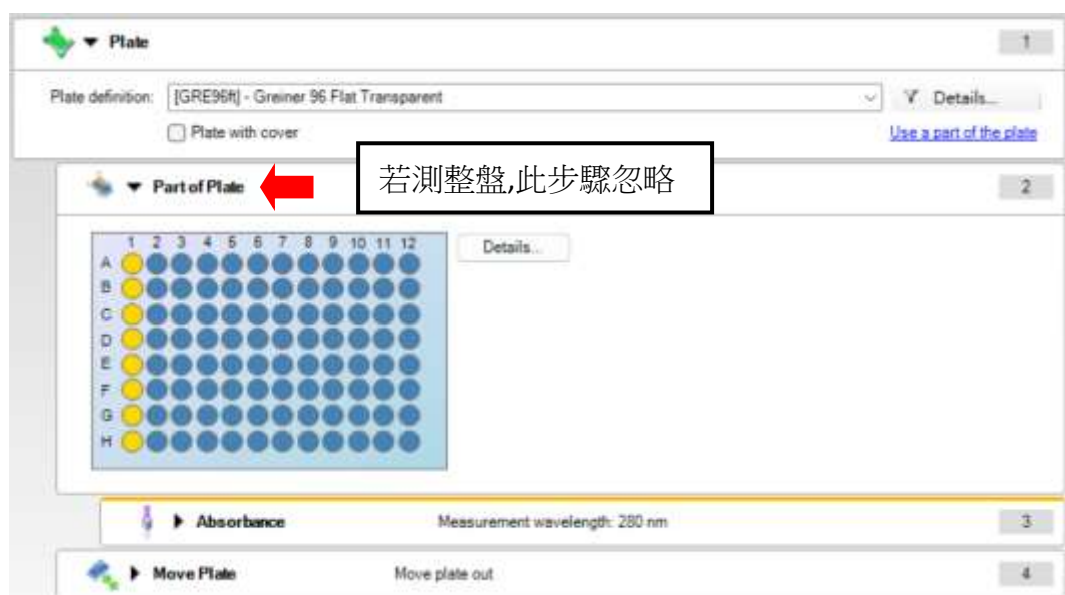 Plate 1
Plate definition: [GRE96ft] - Greiner 96 Flat Transparent Details...
Plate with cover Use a part of the plate
Part of Plate 若測整盤,此步驟忽略 2
1 2 3 4 5 6 7 8 9 10 11 12 Details...
A
B
C
D
E
F
G
H
Absorbance Measurement wavelength: 280 nm 3
Move Plate Move plate out 4